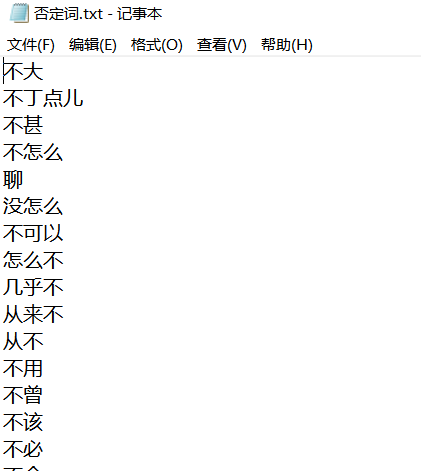 否定词.txt - 记事本
文件(F) 编辑(E) 格式(O) 查看(V) 帮助(H)
不大
不丁点儿
不甚
不怎么
聊
没怎么
不可以
怎么不
几乎不
从来不
从不
不用
不曾
不该
不必